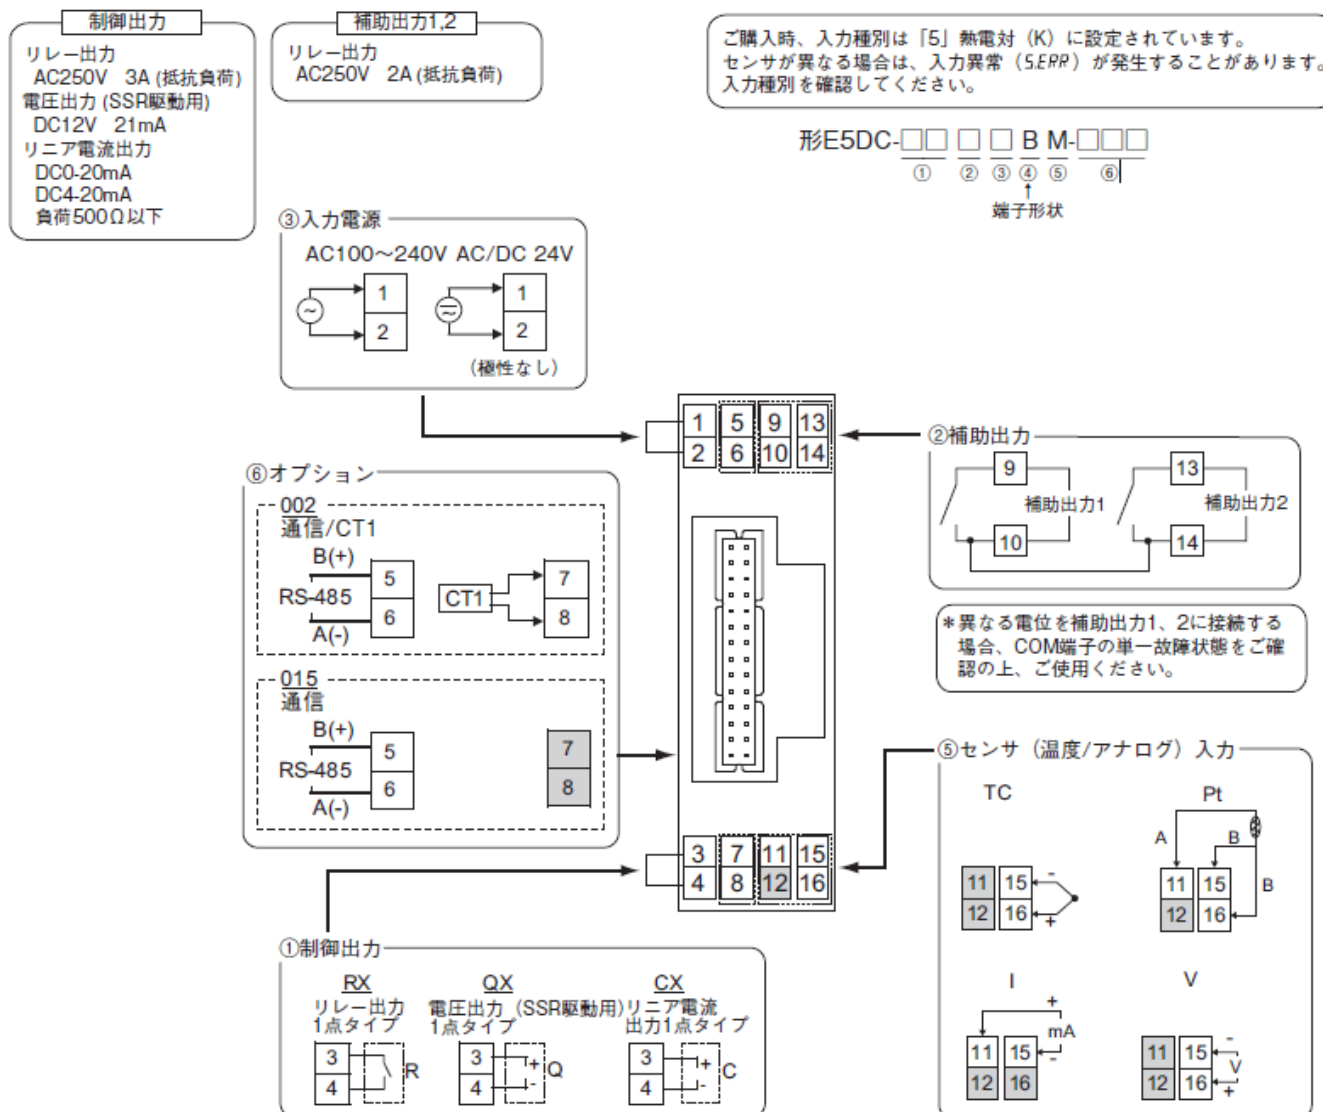 制御出力
リレー出力
AC250V 3A (抵抗負荷)
電圧出力 (SSR駆動用)
DC12V 21mA
リニア電流出力
DC0-20mA
DC4-20mA
負荷500Ω以下
補助出力1,2
リレー出力
AC250V 2A (抵抗負荷)
ご購入時、入力種別は「5」熱電対（K）に設定されています。
センサが異なる場合は、入力異常（S.ERR）が発生することがあります。
入力種別を確認してください。
形E5DC-□□ □ □ B M-□□□
① ② ③ ④ ⑤ ⑥
↑
端子形状
③入力電源
AC100～240V AC/DC 24V
1 1
2 2
(極性なし)
1 5 9 13
2 6 10 14
②補助出力
9 13
補助出力1 補助出力2
10 14
＊異なる電位を補助出力1、2に接続する
場合、COM端子の単一故障状態をご確
認の上、ご使用ください。
⑥オプション
002
通信/CT1
B(+)
RS-485
A(-)
5
6
CT1
7
8
015
通信
B(+)
RS-485
A(-)
5
6
7
8
3 7 11 15
4 8 12 16
⑤センサ（温度/アナログ）入力
TC
11 15 -
12 16 +
Pt
A B
B
11 15
12 16
I
+
mA
-
11 15
12 16
V
11 15 -
V
12 16 +
①制御出力
RX
リレー出力
1点タイプ
3
4
R
QX
電圧出力（SSR駆動用）
1点タイプ
3 +
4 -
Q
CX
リニア電流
出力1点タイプ
3 +
4 -
C